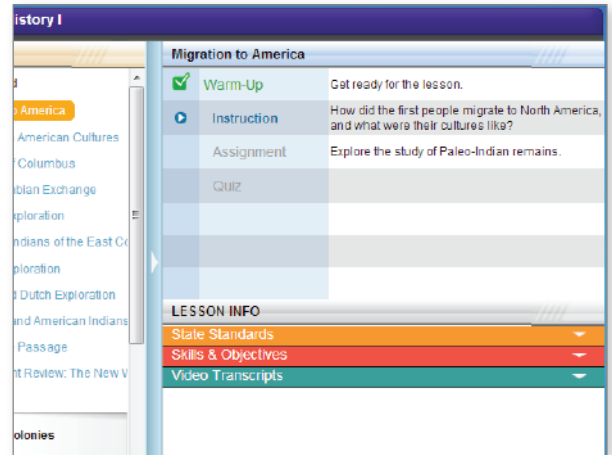 istory I
Migration to America
Warm-Up
Get ready for the lesson.
Instruction
How did the first people migrate to North America,
and what were their cultures like?
Assignment
Explore the study of Paleo-Indian remains.
Quiz
America
American Cultures
Columbus
bian Exchange
xploration
ndians of the East Co
ploration
Dutch Exploration
and American Indians
Passage
nt Review: The New W
olonies
LESSON INFO
State Standards
Skills & Objectives
Video Transcripts